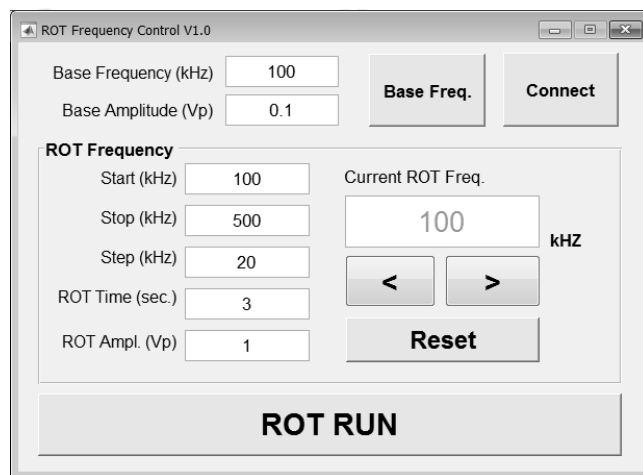 ROT Frequency Control V1.0
Base Frequency (kHz) 100
Base Amplitude (Vp) 0.1
Base Freq. Connect
ROT Frequency
Start (kHz) 100
Stop (kHz) 500
Step (kHz) 20
ROT Time (sec.) 3
ROT Ampl. (Vp) 1
Current ROT Freq.
100 kHZ
< >
Reset
ROT RUN